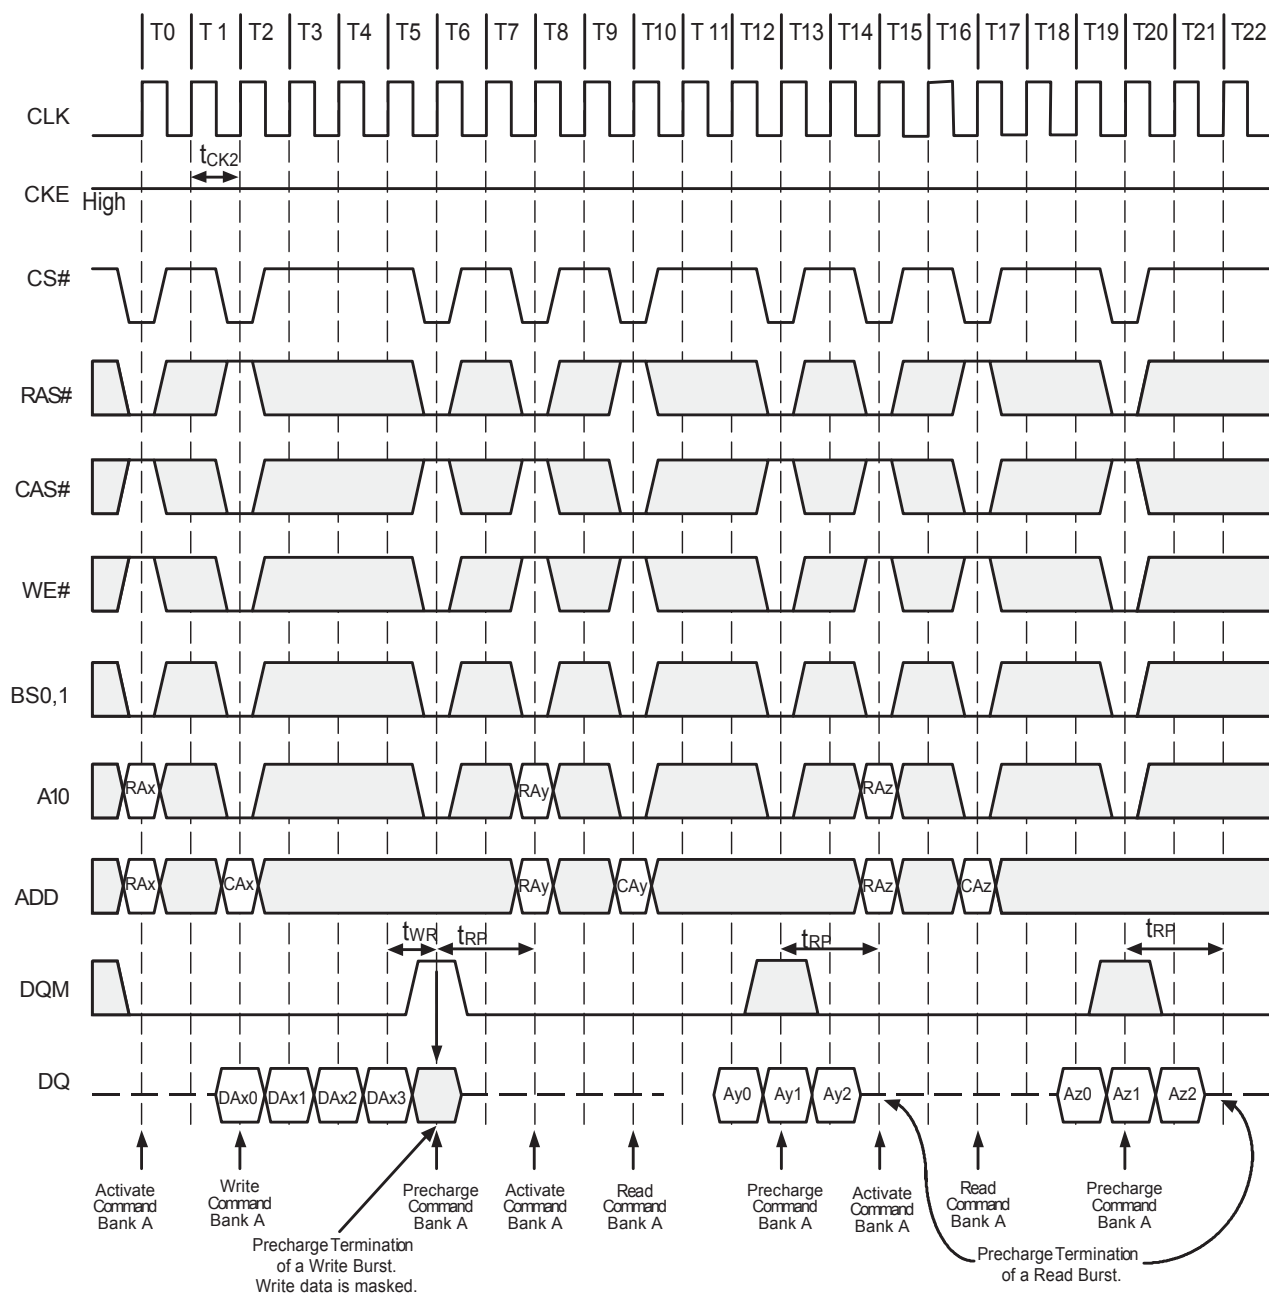 T0 T 1 T2 T3 T4 T5 T6 T7 T8 T9 T10 T 11 T12 T13 T14 T15 T16 T17 T18 T19 T20 T21 T22
CLK
tCK2
CKE
High
CS#
RAS#
CAS#
WE#
BS0,1
A10
RAx RAy RAz
ADD
RAx CAx RAy CAy RAz CAz
tWR tRP tRP tRP
DQM
DQ
DAx0 DAx1 DAx2 DAx3 Ay0 Ay1 Ay2 Az0 Az1 Az2
Activate
Command
Bank A
Write
Command
Bank A
Precharge
Command
Bank A
Activate
Command
Bank A
Read
Command
Bank A
Precharge
Command
Bank A
Activate
Command
Bank A
Read
Command
Bank A
Precharge
Command
Bank A
Precharge Termination
of a Write Burst.
Write data is masked.
Precharge Termination
of a Read Burst.